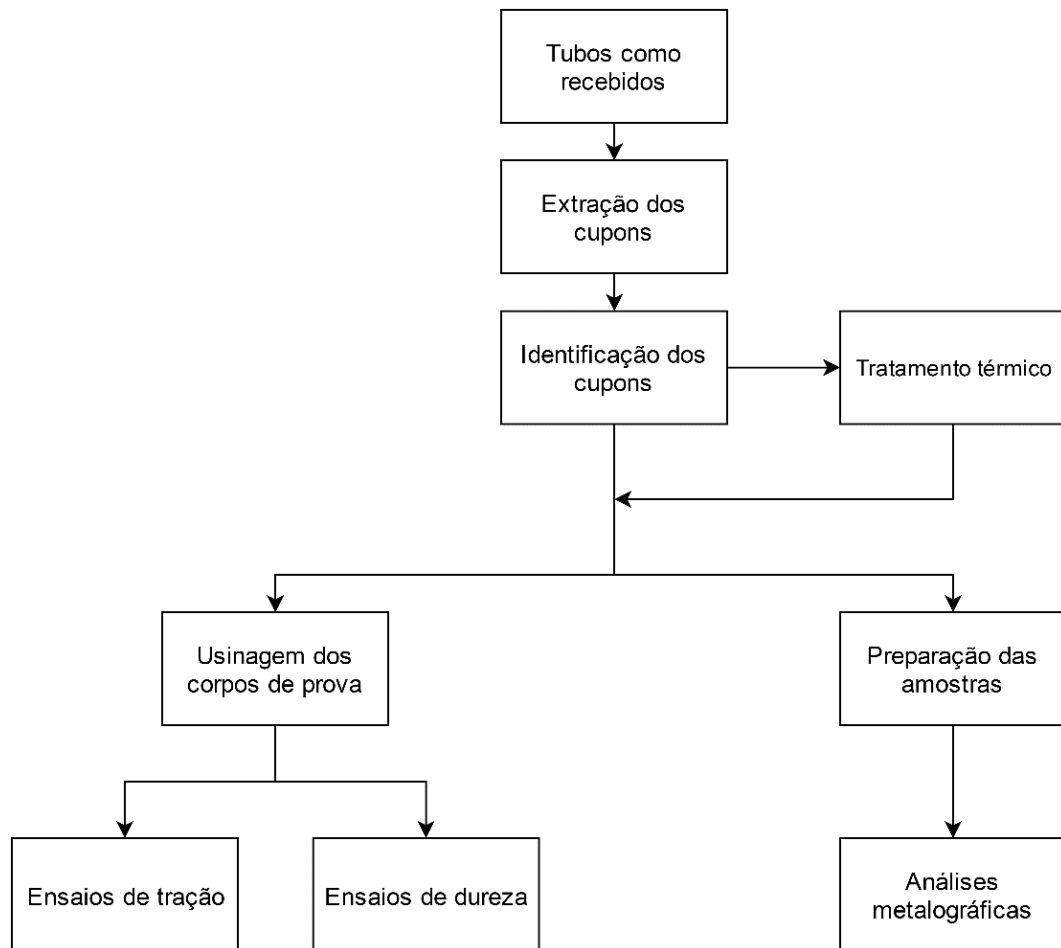 Tubos como
recebidos
Extração dos
cupons
Identificação dos
cupons
Tratamento térmico
Usinagem dos
corpos de prova
Preparação das
amostras
Ensaios de tração
Ensaios de dureza
Análises
metalográficas